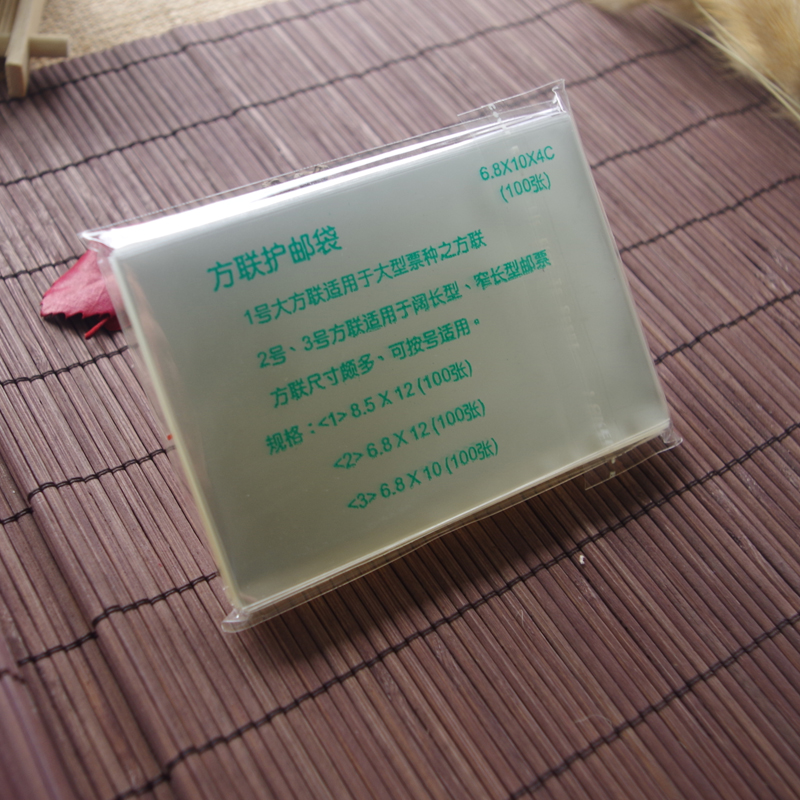 6.8X10X4C
(100张)
方联护邮袋
1号大方联适用于大型票种之方联
2号、3号方联适用于阔长型、窄长型邮票
方联尺寸颇多、可按号适用。
规格：<1> 8.5 X 12 (100张)
<2> 6.8 X 12 (100张)
<3> 6.8 X 10 (100张)